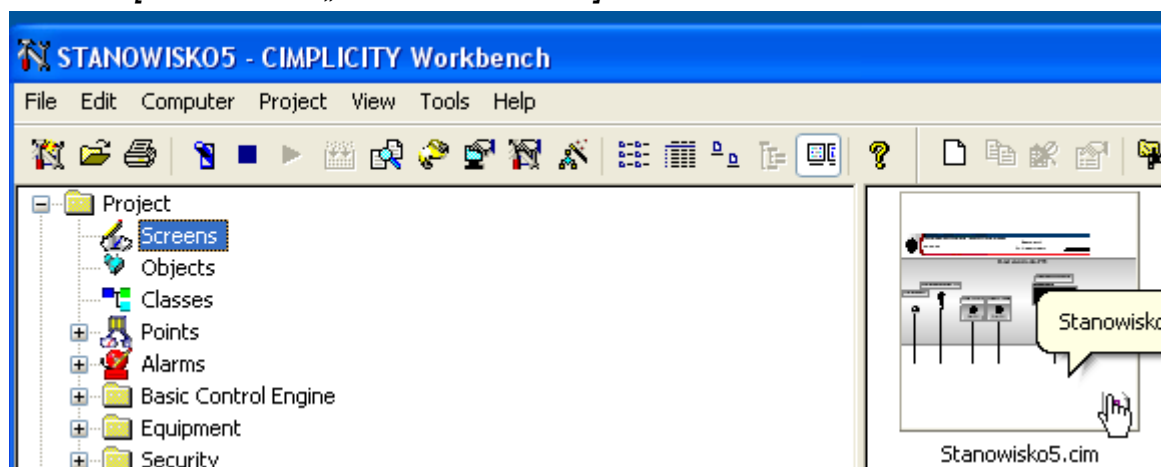 STANOWISKO5 - CIMPLICITY Workbench
File Edit Computer Project View Tools Help
Project
Screens
Objects
Classes
Points
Alarms
Basic Control Engine
Equipment
Security
Stanowisko
Stanowisko5.cim